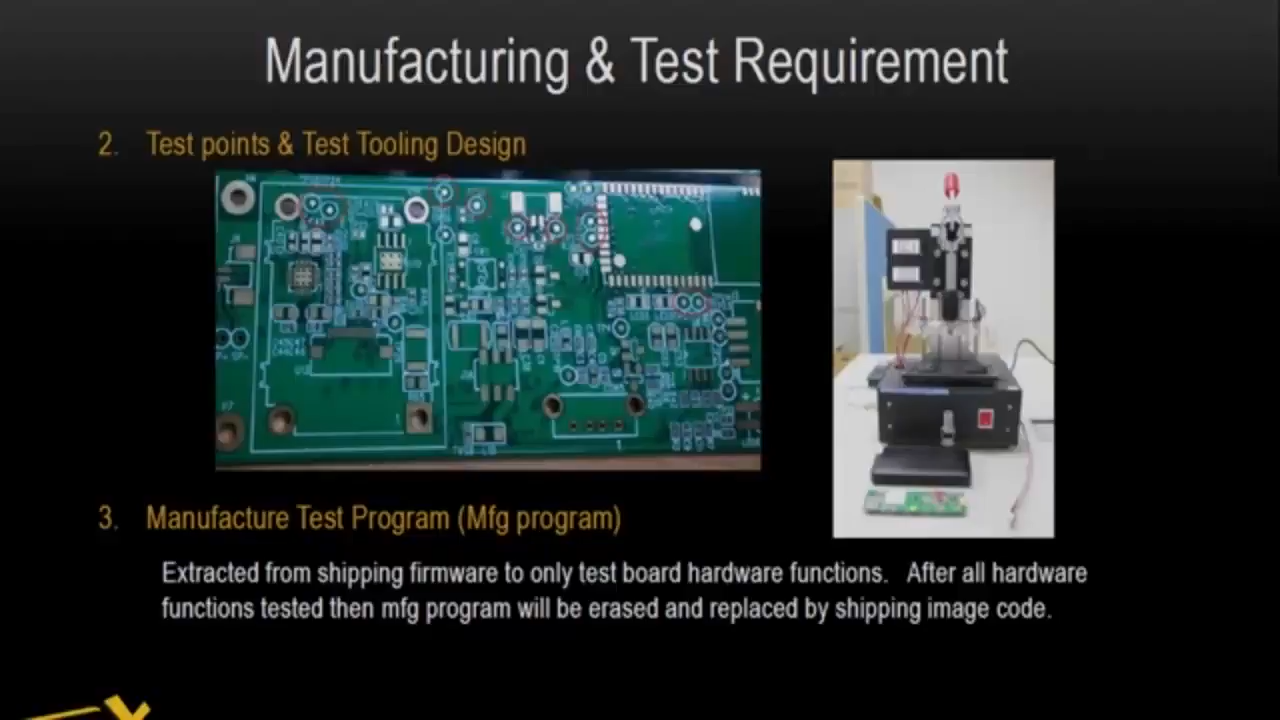 Manufacturing & Test Requirement
2. Test points & Test Tooling Design
3. Manufacture Test Program (Mfg program)
Extracted from shipping firmware to only test board hardware functions. After all hardware
functions tested then mfg program will be erased and replaced by shipping image code.